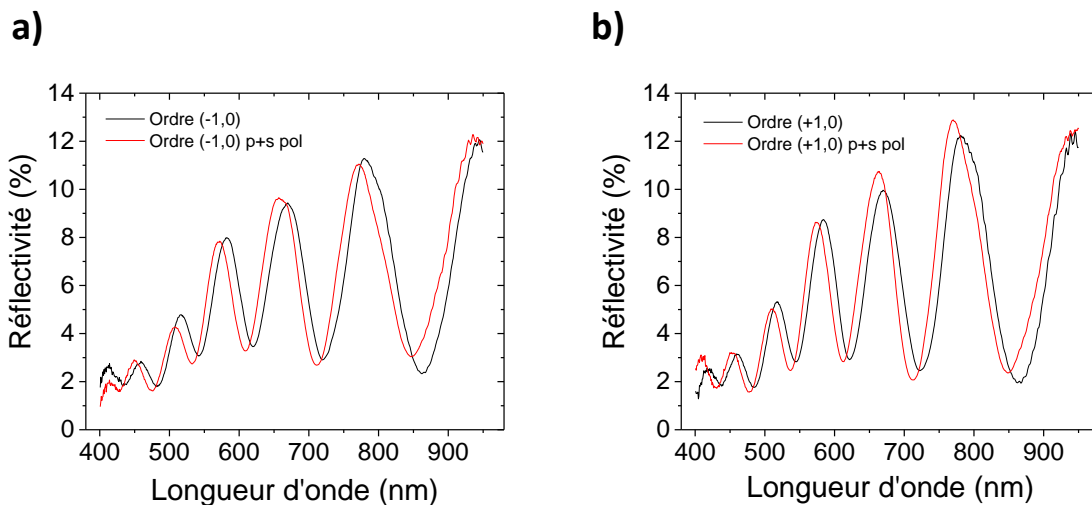 a)
14
12
10
8
6
4
2
0
Réflectivité (%)
Ordre (-1,0)
Ordre (-1,0) p+s pol
400 500 600 700 800 900
Longueur d'onde (nm)
b)
14
12
10
8
6
4
2
0
Réflectivité (%)
Ordre (+1,0)
Ordre (+1,0) p+s pol
400 500 600 700 800 900
Longueur d'onde (nm)